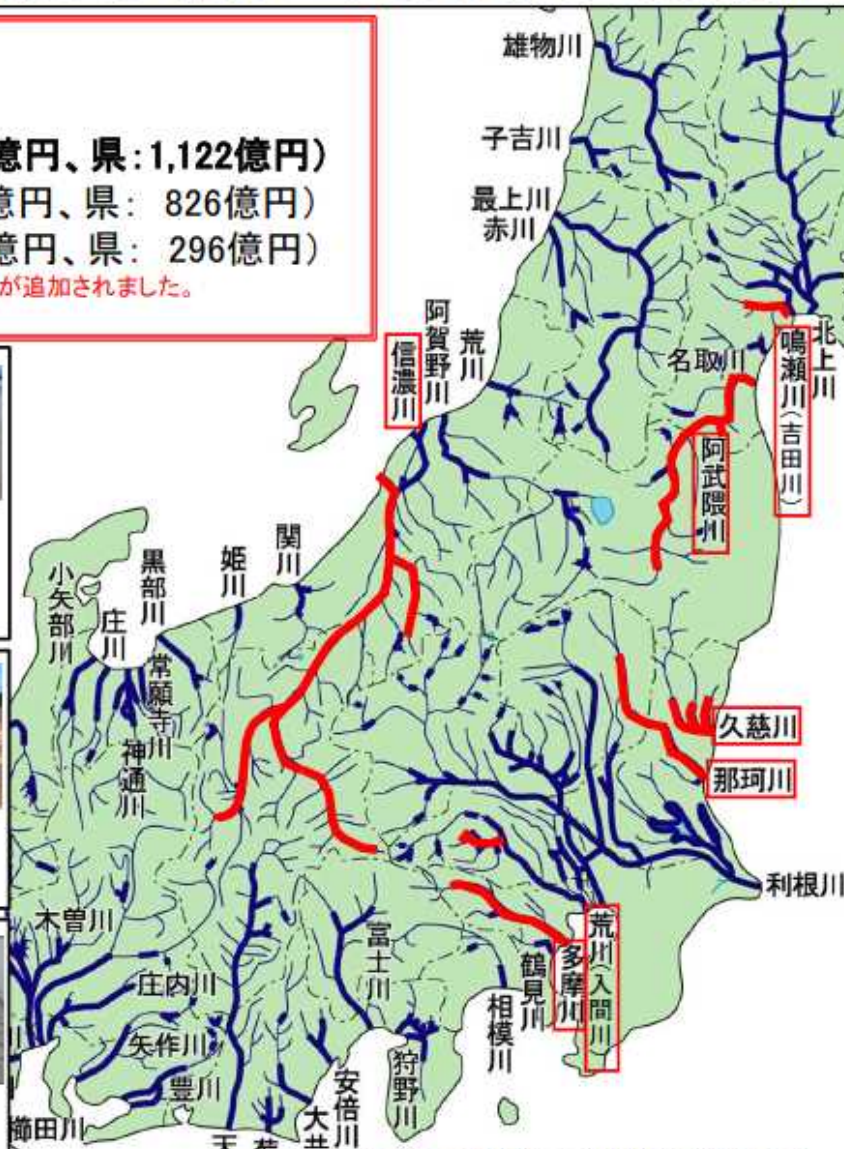 億円、県:1,122億円)
億円、県: 826億円)
億円、県: 296億円)
が追加されました。
雄物川
子吉川
最上川
赤川
荒川
阿賀野川
信濃川
名取川
北上川
鳴瀬川(吉田川)
阿武隈川
関川
姫川
黒部川
小矢部川
庄川
常願寺川
神通川
久慈川
那珂川
利根川
荒川(入間川)
多摩川
鶴見川
相模川
富士川
狩野川
安倍川
大井
木曽川
庄内川
矢作川
豊川
櫛田川
川
天